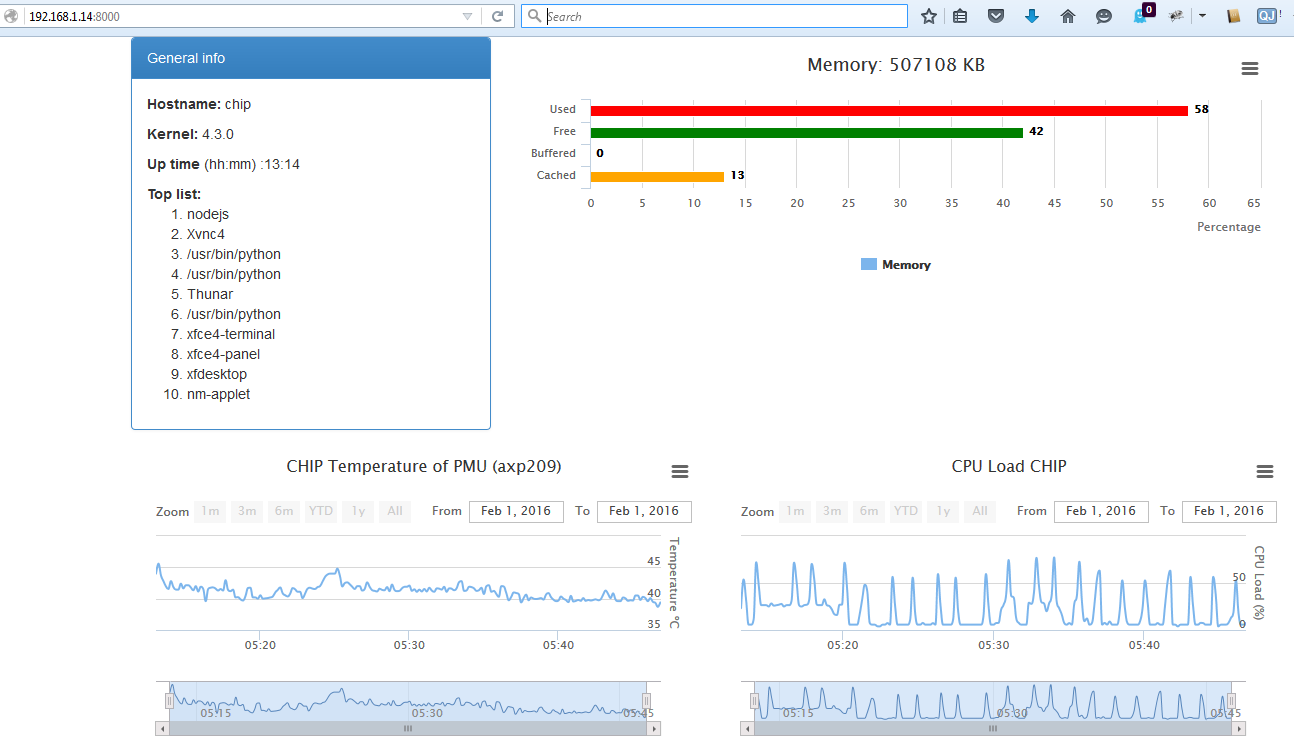 192.168.1.14:8000
Search
0
QJ
!
General info
Hostname: chip
Kernel: 4.3.0
Up time (hh:mm) :13:14
Top list:
1. nodejs
2. Xvnc4
3. /usr/bin/python
4. /usr/bin/python
5. Thunar
6. /usr/bin/python
7. xfce4-terminal
8. xfce4-panel
9. xfdesktop
10. nm-applet
Memory: 507108 KB
Used 58
Free 42
Buffered 0
Cached 13
0 5 10 15 20 25 30 35 40 45 50 55 60 65
Percentage
Memory
CHIP Temperature of PMU (axp209)
Zoom 1m 3m 6m YTD 1y All From Feb 1, 2016 To Feb 1, 2016
45
40
35
Temperature °C
05:20 05:30 05:40
05:15 05:30 05:45
CPU Load CHIP
Zoom 1m 3m 6m YTD 1y All From Feb 1, 2016 To Feb 1, 2016
50
0
CPU Load (%)
05:20 05:30 05:40
05:15 05:30 05:45